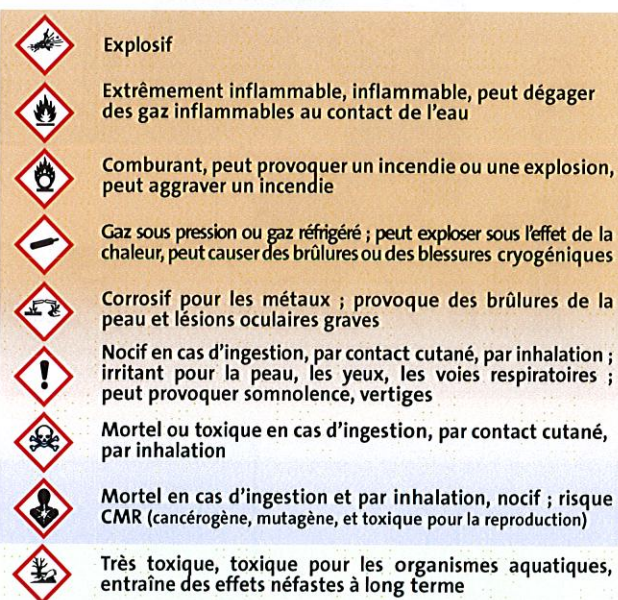 Explosif
Extrêmement inflammable, inflammable, peut dégager
des gaz inflammables au contact de l'eau
Comburant, peut provoquer un incendie ou une explosion,
peut aggraver un incendie
Gaz sous pression ou gaz réfrigéré ; peut exploser sous l'effet de la
chaleur, peut causer des brûlures ou des blessures cryogéniques
Corrosif pour les métaux ; provoque des brûlures de la
peau et lésions oculaires graves
Nocif en cas d'ingestion, par contact cutané, par inhalation ;
irritant pour la peau, les yeux, les voies respiratoires ;
peut provoquer somnolence, vertiges
Mortel ou toxique en cas d'ingestion, par contact cutané,
par inhalation
Mortel en cas d'ingestion et par inhalation, nocif ; risque
CMR (cancérogène, mutagène, et toxique pour la reproduction)
Très toxique, toxique pour les organismes aquatiques,
entraîne des effets néfastes à long terme